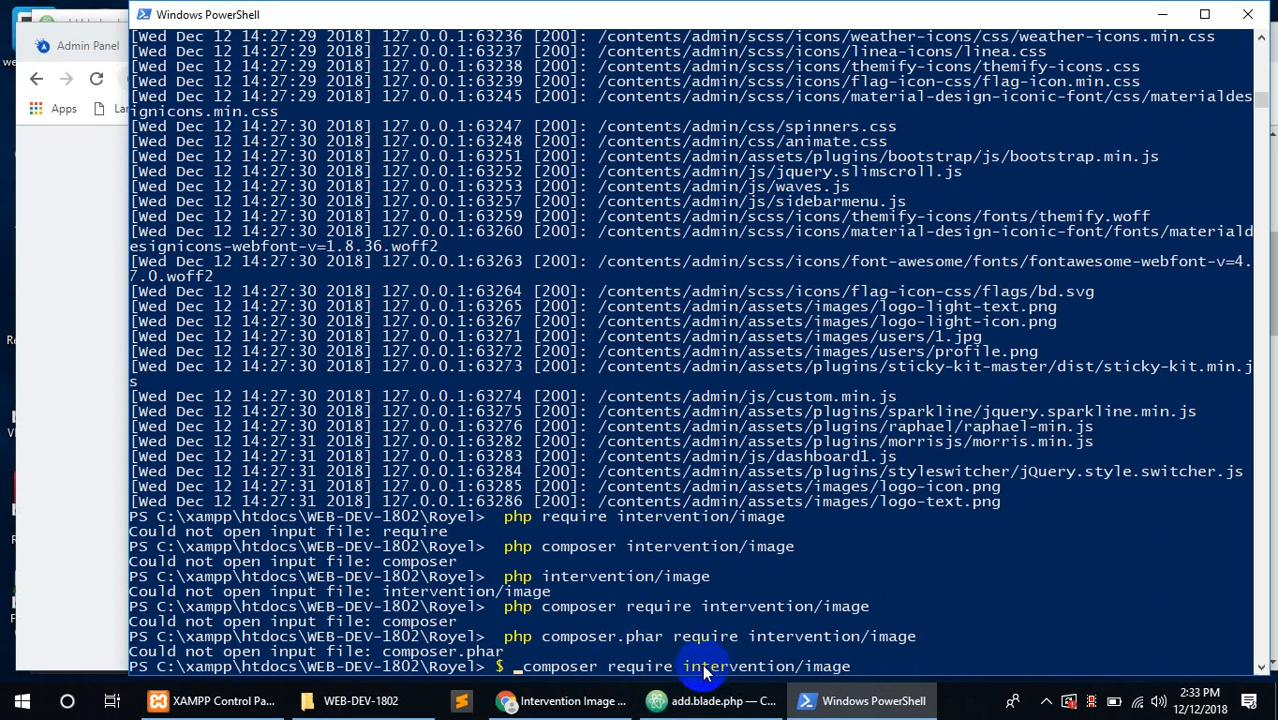 Windows PowerShell
Admin Panel
Apps
[Wed Dec 12 14:27:29 2018] 127.0.0.1:63236 [200]: /contents/admin/scss/icons/weather-icons/css/weather-icons.min.css
[Wed Dec 12 14:27:29 2018] 127.0.0.1:63237 [200]: /contents/admin/scss/icons/linea-icons/linea.css
[Wed Dec 12 14:27:29 2018] 127.0.0.1:63238 [200]: /contents/admin/scss/icons/themify-icons/themify-icons.css
[Wed Dec 12 14:27:29 2018] 127.0.0.1:63239 [200]: /contents/admin/scss/icons/flag-icon-css/flag-icon.min.css
[Wed Dec 12 14:27:29 2018] 127.0.0.1:63245 [200]: /contents/admin/scss/icons/material-design-iconic-font/css/materialdes
ignicons.min.css
[Wed Dec 12 14:27:30 2018] 127.0.0.1:63247 [200]: /contents/admin/css/spinners.css
[Wed Dec 12 14:27:30 2018] 127.0.0.1:63248 [200]: /contents/admin/css/animate.css
[Wed Dec 12 14:27:30 2018] 127.0.0.1:63251 [200]: /contents/admin/assets/plugins/bootstrap/js/bootstrap.min.js
[Wed Dec 12 14:27:30 2018] 127.0.0.1:63252 [200]: /contents/admin/js/jquery.slimscroll.js
[Wed Dec 12 14:27:30 2018] 127.0.0.1:63253 [200]: /contents/admin/js/waves.js
[Wed Dec 12 14:27:30 2018] 127.0.0.1:63257 [200]: /contents/admin/js/sidebarmenu.js
[Wed Dec 12 14:27:30 2018] 127.0.0.1:63259 [200]: /contents/admin/scss/icons/themify-icons/fonts/themify.woff
[Wed Dec 12 14:27:30 2018] 127.0.0.1:63260 [200]: /contents/admin/scss/icons/material-design-iconic-font/fonts/materiald
esignicons-webfont-v=1.8.36.woff2
[Wed Dec 12 14:27:30 2018] 127.0.0.1:63263 [200]: /contents/admin/scss/icons/font-awesome/fonts/fontawesome-webfont-v=4.
7.0.woff2
[Wed Dec 12 14:27:30 2018] 127.0.0.1:63264 [200]: /contents/admin/scss/icons/flag-icon-css/flags/bd.svg
[Wed Dec 12 14:27:30 2018] 127.0.0.1:63265 [200]: /contents/admin/assets/images/logo-light-text.png
[Wed Dec 12 14:27:30 2018] 127.0.0.1:63267 [200]: /contents/admin/assets/images/logo-light-icon.png
[Wed Dec 12 14:27:30 2018] 127.0.0.1:63271 [200]: /contents/admin/assets/images/users/1.jpg
[Wed Dec 12 14:27:30 2018] 127.0.0.1:63272 [200]: /contents/admin/assets/images/users/profile.png
[Wed Dec 12 14:27:30 2018] 127.0.0.1:63273 [200]: /contents/admin/assets/plugins/sticky-kit-master/dist/sticky-kit.min.j
s
[Wed Dec 12 14:27:30 2018] 127.0.0.1:63274 [200]: /contents/admin/js/custom.min.js
[Wed Dec 12 14:27:30 2018] 127.0.0.1:63275 [200]: /contents/admin/assets/plugins/sparkline/jquery.sparkline.min.js
[Wed Dec 12 14:27:30 2018] 127.0.0.1:63276 [200]: /contents/admin/assets/plugins/raphael/raphael-min.js
[Wed Dec 12 14:27:31 2018] 127.0.0.1:63282 [200]: /contents/admin/assets/plugins/morrisjs/morris.min.js
[Wed Dec 12 14:27:31 2018] 127.0.0.1:63283 [200]: /contents/admin/js/dashboard1.js
[Wed Dec 12 14:27:31 2018] 127.0.0.1:63284 [200]: /contents/admin/assets/plugins/styleswitcher/jQuery.style.switcher.js
[Wed Dec 12 14:27:31 2018] 127.0.0.1:63285 [200]: /contents/admin/assets/images/logo-icon.png
[Wed Dec 12 14:27:31 2018] 127.0.0.1:63286 [200]: /contents/admin/assets/images/logo-text.png
PS C:\xampp\htdocs\WEB-DEV-1802\Royel> php require intervention/image
Could not open input file: require
PS C:\xampp\htdocs\WEB-DEV-1802\Royel> php composer intervention/image
Could not open input file: composer
PS C:\xampp\htdocs\WEB-DEV-1802\Royel> php intervention/image
Could not open input file: intervention/image
PS C:\xampp\htdocs\WEB-DEV-1802\Royel> php composer require intervention/image
Could not open input file: composer
PS C:\xampp\htdocs\WEB-DEV-1802\Royel> php composer.phar require intervention/image
Could not open input file: composer.phar
PS C:\xampp\htdocs\WEB-DEV-1802\Royel> $ composer require intervention/image
XAMPP Control Pa...
WEB-DEV-1802
Intervention Image ...
add.blade.php — C...
Windows PowerShell
2:33 PM
12/12/2018